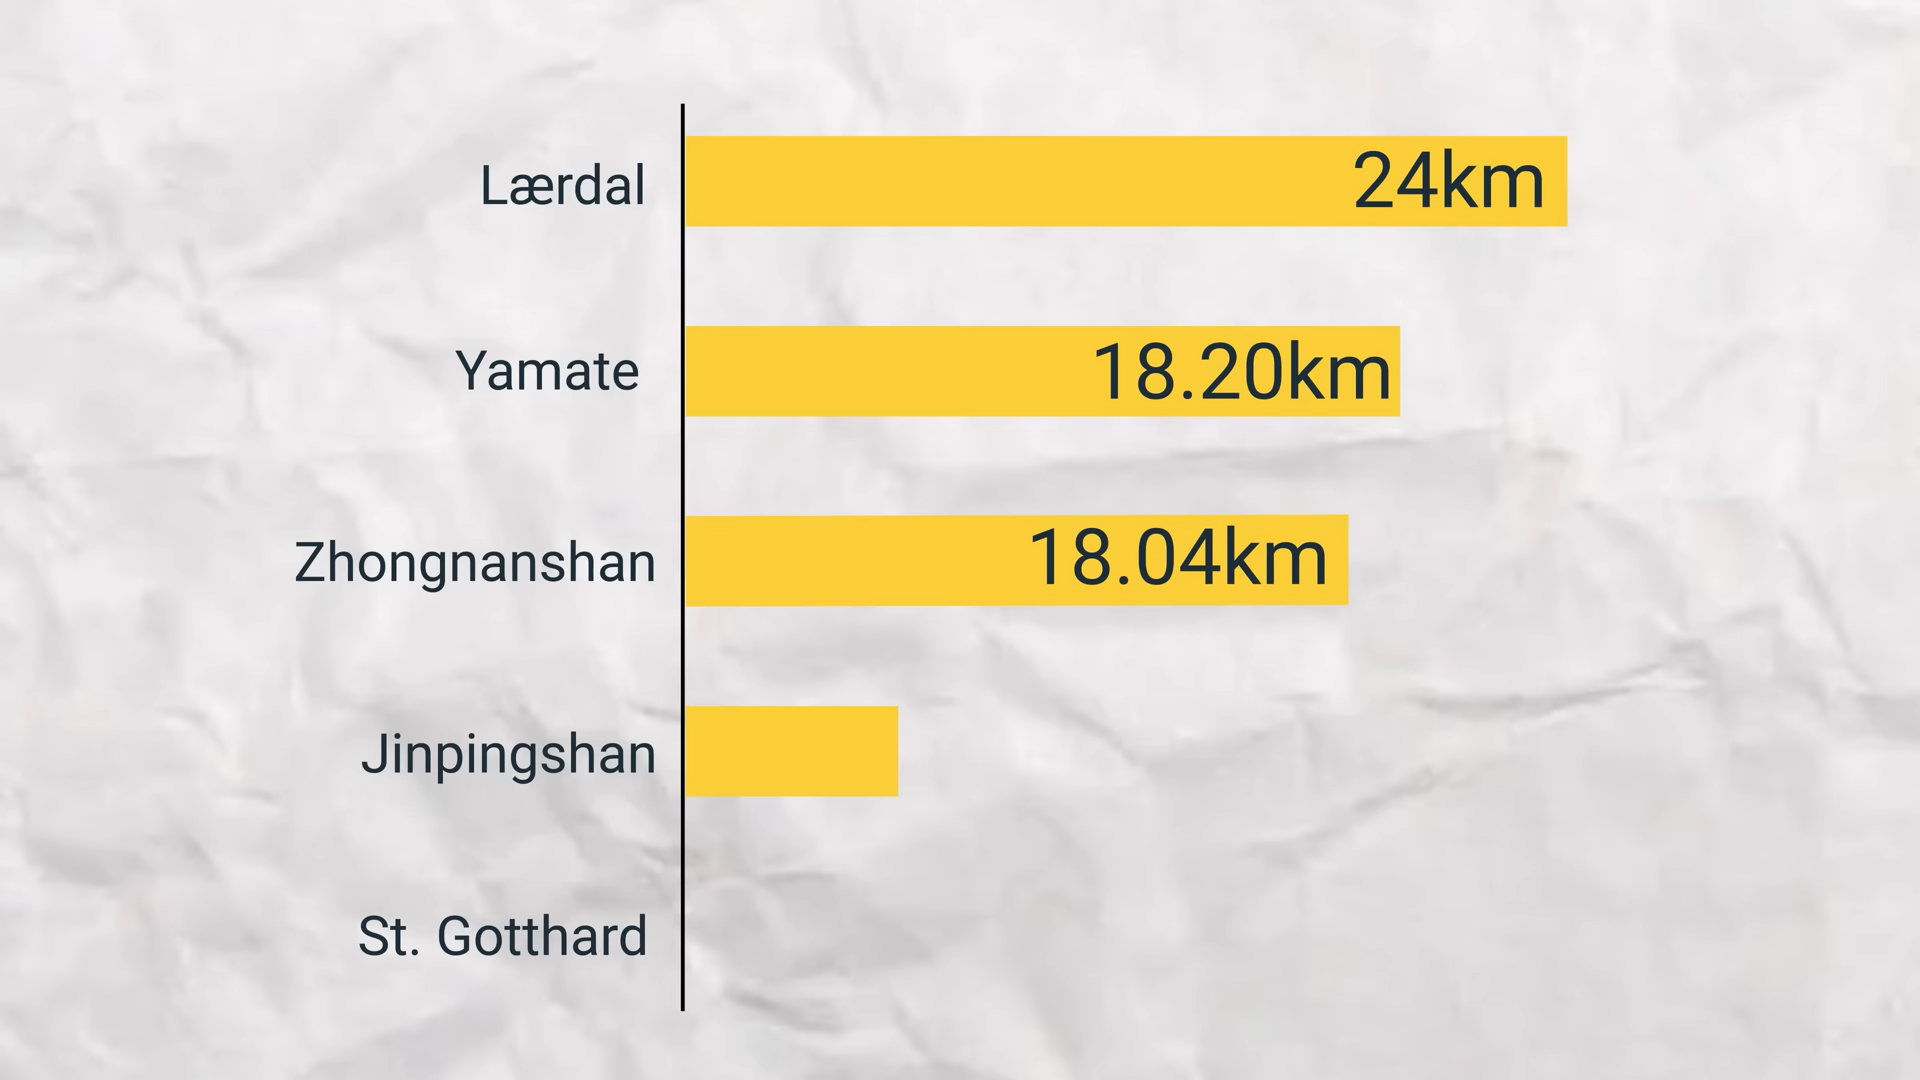 Lærdal 24km
Yamate 18.20km
Zhongnanshan 18.04km
Jinpingshan
St. Gotthard